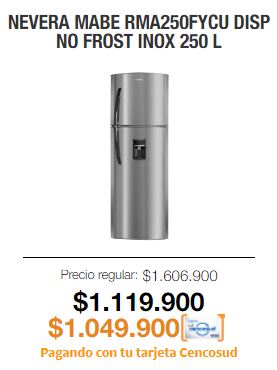 NEVERA MABE RMA250FYCU DISP
NO FROST INOX 250 L
Precio regular: $1.606.900
$1.119.900
$1.049.900
Pagando con tu tarjeta Cencosud